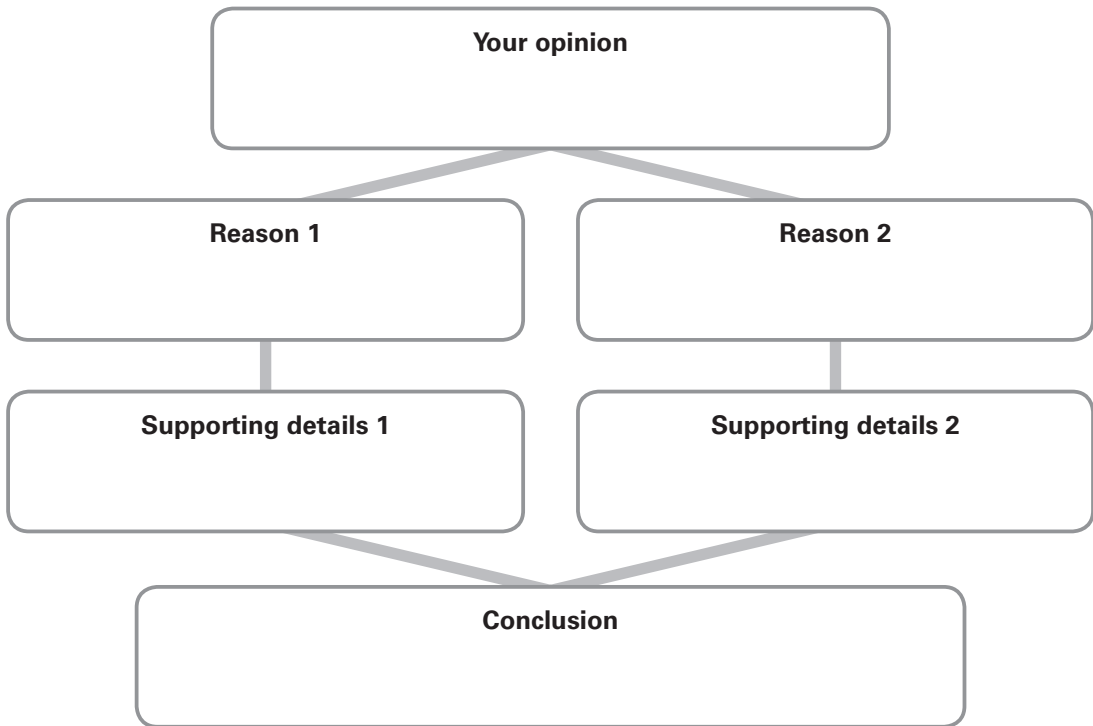 Your opinion
Reason 1
Reason 2
Supporting details 1
Supporting details 2
Conclusion